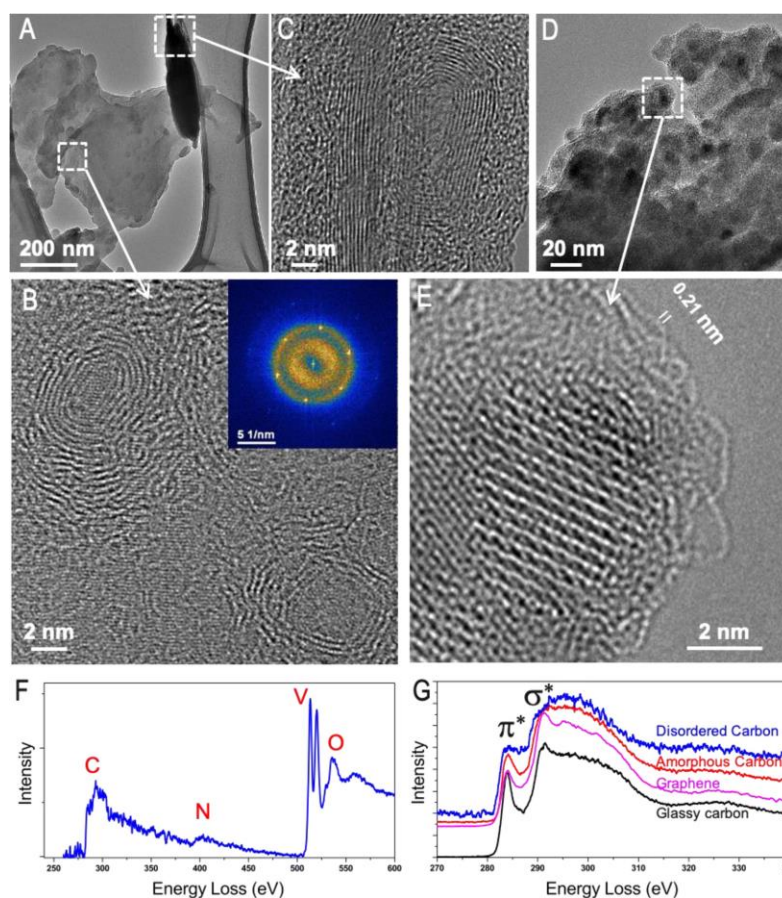 A
200 nm
C
2 nm
D
20 nm
B
5 1/nm
2 nm
E
0.21 nm
2 nm
F
C
N
V
O
Intensity
250 300 350 400 450 500 550 600
Energy Loss (eV)
G
π*
σ*
Disordered Carbon
Amorphous Carbon
Graphene
Glassy carbon
Intensity
270 280 290 300 310 320 330
Energy Loss (eV)